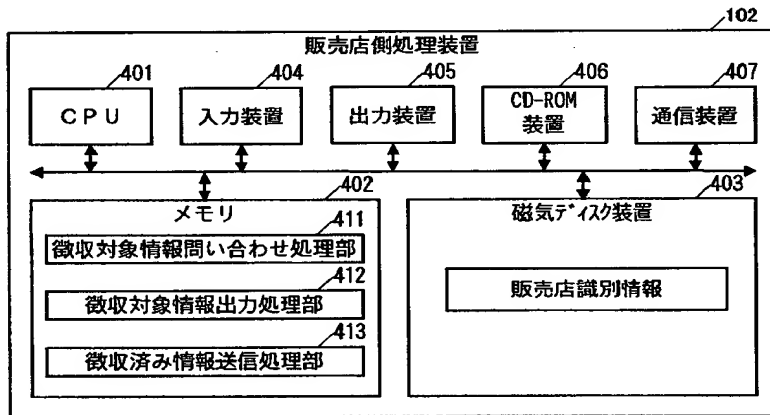 102
販売店側処理装置
401
404
405
406
407
CPU
入力装置
出力装置
CD-ROM
装置
通信装置
402
403
メモリ
磁気ディスク装置
411
徴収対象情報問い合わせ処理部
販売店識別情報
412
徴収対象情報出力処理部
413
徴収済み情報送信処理部